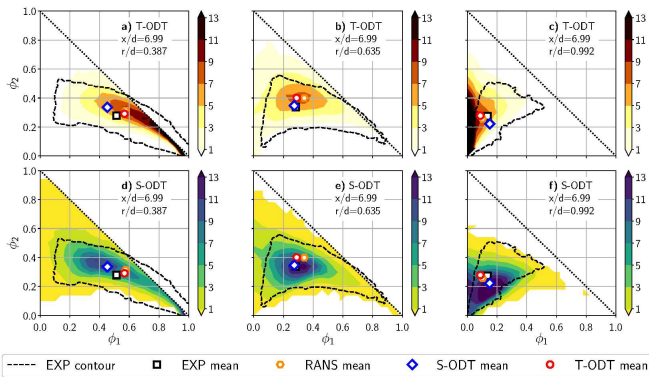 a) T-ODT
x/d=6.99
r/d=0.387
b) T-ODT
x/d=6.99
r/d=0.635
c) T-ODT
x/d=6.99
r/d=0.992
1.0
0.8
0.6
0.4
0.2
0.0
ϕ2
13
11
9
7
5
3
1
13
11
9
7
5
3
1
13
11
9
7
5
3
1
d) S-ODT
x/d=6.99
r/d=0.387
e) S-ODT
x/d=6.99
r/d=0.635
f) S-ODT
x/d=6.99
r/d=0.992
1.0
0.8
0.6
0.4
0.2
0.0
ϕ2
13
11
9
7
5
3
1
13
11
9
7
5
3
1
13
11
9
7
5
3
1
0.0 0.2 0.4 0.6 0.8 1.0
0.0 0.2 0.4 0.6 0.8 1.0
0.0 0.2 0.4 0.6 0.8 1.0
ϕ1
ϕ1
ϕ1
EXP contour EXP mean RANS mean S-ODT mean T-ODT mean